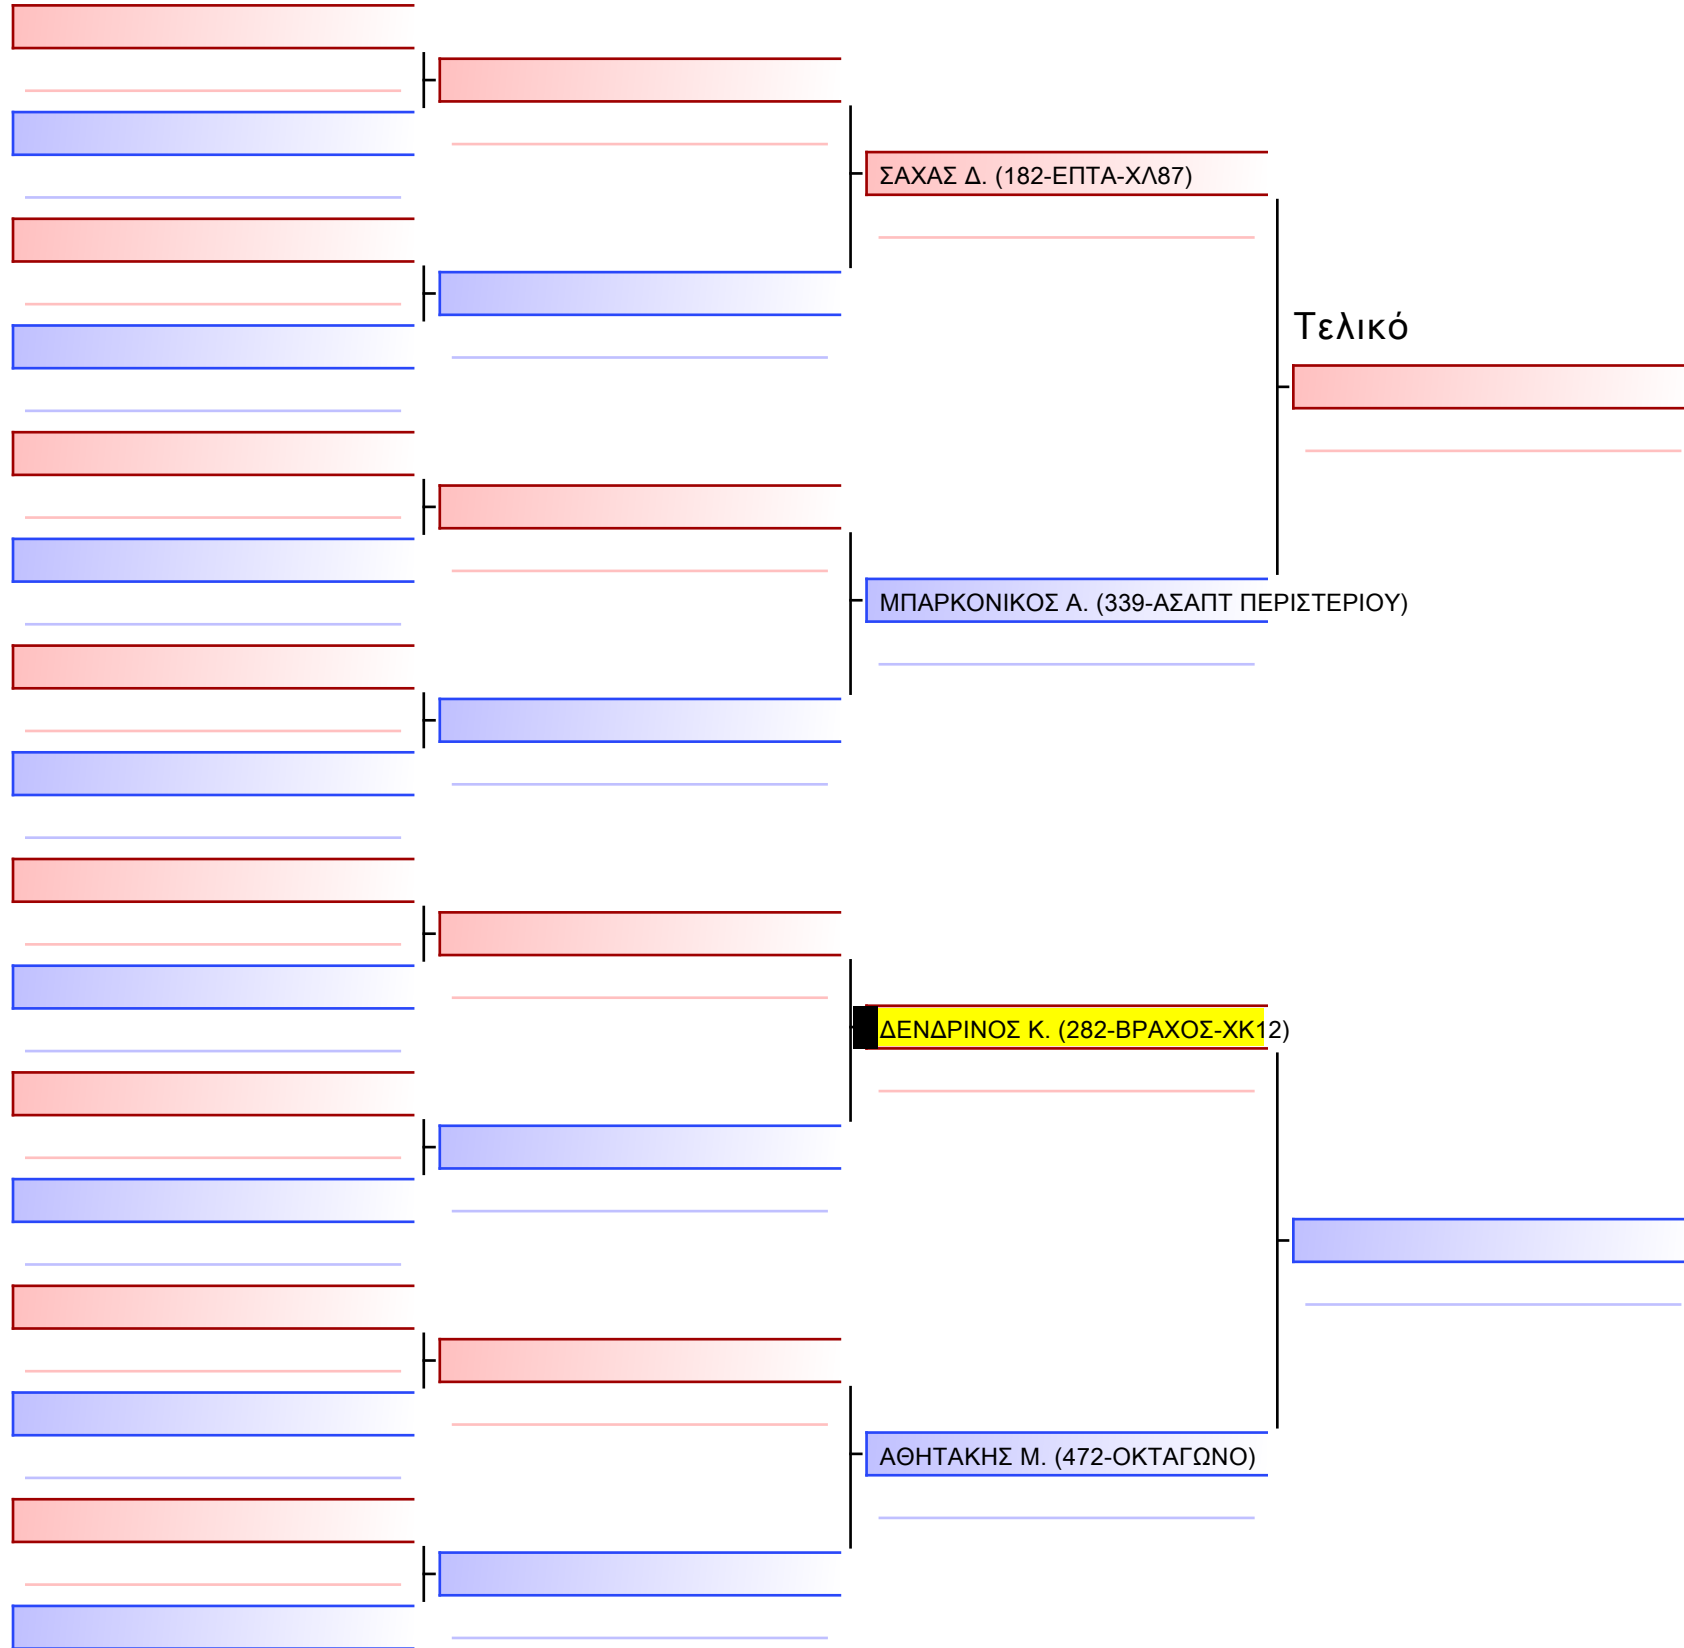 ΣΑΧΑΣ Δ. (182-ΕΠΤΑ-ΧΛ87)
Τελικό
ΜΠΑΡΚΟΝΙΚΟΣ Α. (339-ΑΣΑΠΤ ΠΕΡΙΣΤΕΡΙΟΥ)
ΔΕΝΔΡΙΝΟΣ Κ. (282-ΒΡΑΧΟΣ-ΧΚ12)
ΑΘΗΤΑΚΗΣ Μ. (472-ΟΚΤΑΓΩΝΟ)